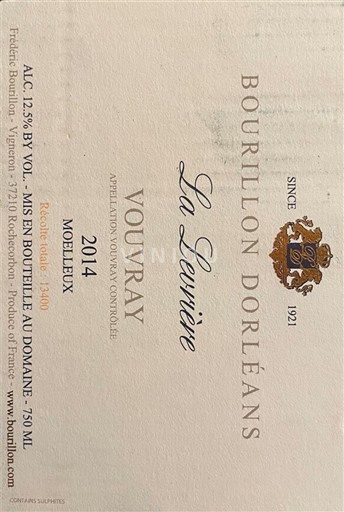 SINCE 1921
BOURILLON DORLÉANS
La Levrière
VOUVRAY
APPELLATION VOUVRAY CONTRÔLÉE
2014
MOELLEUX
Récolte totale : 13400
ALC. 12.5% BY VOL. - MIS EN BOUTEILLE AU DOMAINE - 750 ML
Frédéric Bourillon - Vigneron - 37210 Rochecorbon - Produce of France - www.bourillon.com
CONTAINS SULPHITES